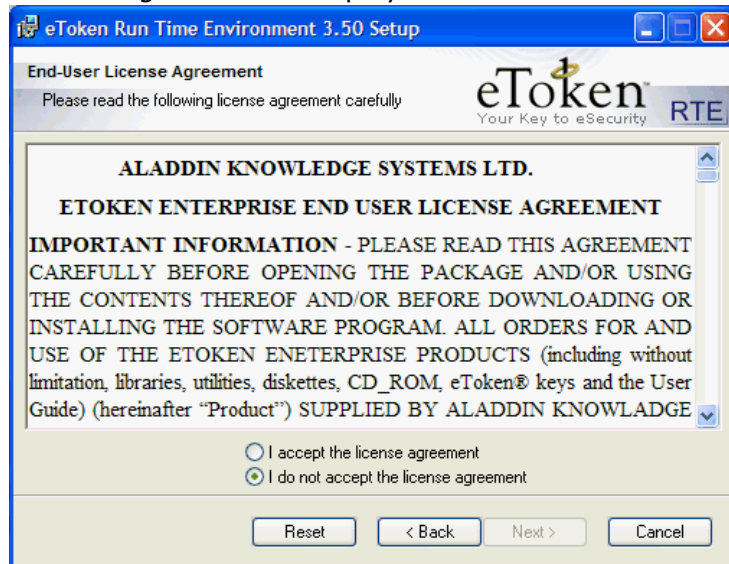 eToken Run Time Environment 3.50 Setup
End-User License Agreement
Please read the following license agreement carefully
eToken™
Your Key to eSecurity
RTE
ALADDIN KNOWLEDGE SYSTEMS LTD.
ETOKEN ENTERPRISE END USER LICENSE AGREEMENT
IMPORTANT INFORMATION - PLEASE READ THIS AGREEMENT
CAREFULLY BEFORE OPENING THE PACKAGE AND/OR USING
THE CONTENTS THEREOF AND/OR BEFORE DOWNLOADING OR
INSTALLING THE SOFTWARE PROGRAM. ALL ORDERS FOR AND
USE OF THE ETOKEN ENETERPRISE PRODUCTS (including without
limitation, libraries, utilities, diskettes, CD_ROM, eToken® keys and the User
Guide) (hereinafter “Product”) SUPPLIED BY ALADDIN KNOWLADGE
I accept the license agreement
I do not accept the license agreement
Reset
< Back
Next >
Cancel